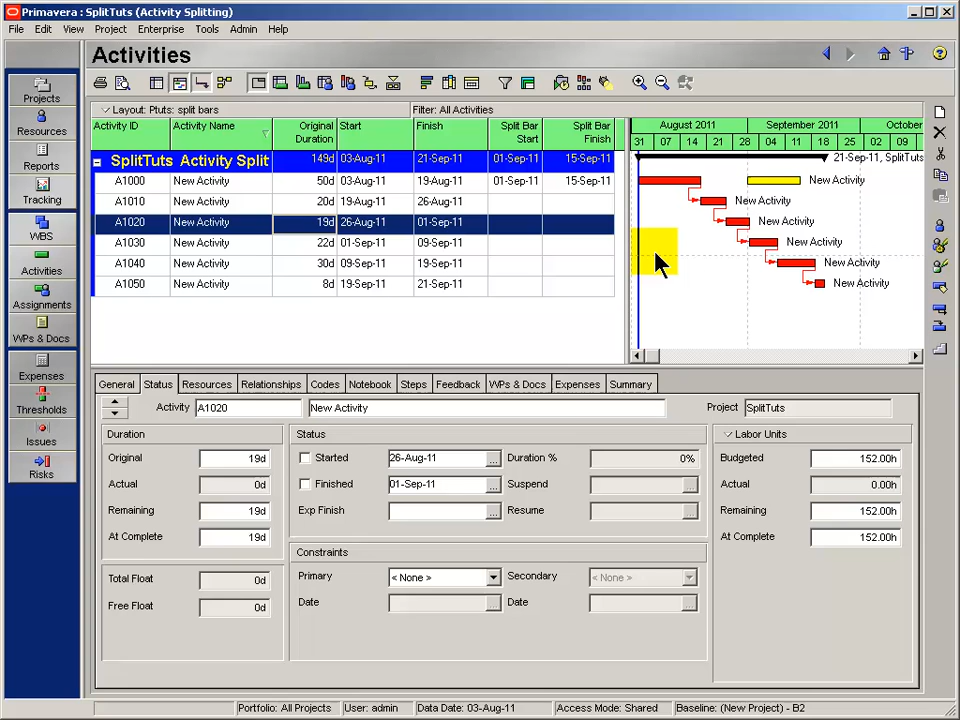 Primavera : SplitTuts (Activity Splitting)
File Edit View Project Enterprise Tools Admin Help
Activities
Projects
Resources
Reports
Tracking
WBS
Activities
Assignments
WPs & Docs
Expenses
Thresholds
Issues
Risks
Layout: Ptuts: split bars Filter: All Activities
Activity ID Activity Name Original Duration Start Finish Split Bar Start Split Bar Finish
August 2011 September 2011 October
31 07 14 21 28 04 11 18 25 02 09
SplitTuts Activity Split 149d 03-Aug-11 21-Sep-11 01-Sep-11 15-Sep-11 21-Sep-11, SplitTuts
A1000 New Activity 50d 03-Aug-11 19-Aug-11 01-Sep-11 15-Sep-11 New Activity
A1010 New Activity 20d 19-Aug-11 26-Aug-11 New Activity
A1020 New Activity 19d 26-Aug-11 01-Sep-11 New Activity
A1030 New Activity 22d 01-Sep-11 09-Sep-11 New Activity
A1040 New Activity 30d 09-Sep-11 19-Sep-11 New Activity
A1050 New Activity 8d 19-Sep-11 21-Sep-11 New Activity
General Status Resources Relationships Codes Notebook Steps Feedback WPs & Docs Expenses Summary
Activity A1020 New Activity Project SplitTuts
Duration Status Labor Units
Original 19d Started 26-Aug-11 ... Duration % 0% Budgeted 152.00h
Actual 0d Finished 01-Sep-11 ... Suspend ... Actual 0.00h
Remaining 19d Exp Finish ... Resume ... Remaining 152.00h
At Complete 19d At Complete 152.00h
Constraints
Total Float 0d Primary < None > Secondary < None >
Free Float 0d Date ... Date ...
Portfolio: All Projects User: admin Data Date: 03-Aug-11 Access Mode: Shared Baseline: (New Project) - B2